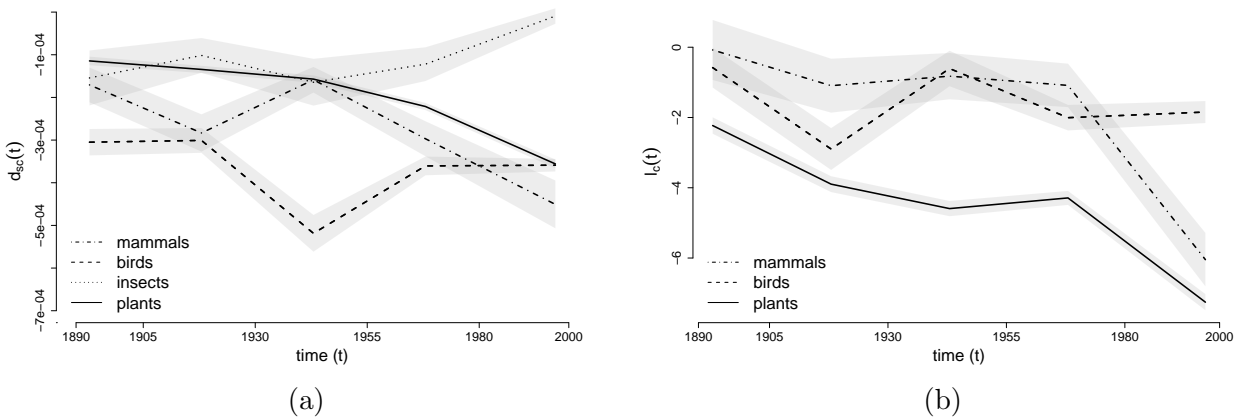 d_sc(t)
-1e-04
-3e-04
-5e-04
-7e-04
mammals
birds
insects
plants
1890 1905 1930 1955 1980 2000
time (t)
(a)
l_c(t)
0
-2
-4
-6
mammals
birds
plants
1890 1905 1930 1955 1980 2000
time (t)
(b)